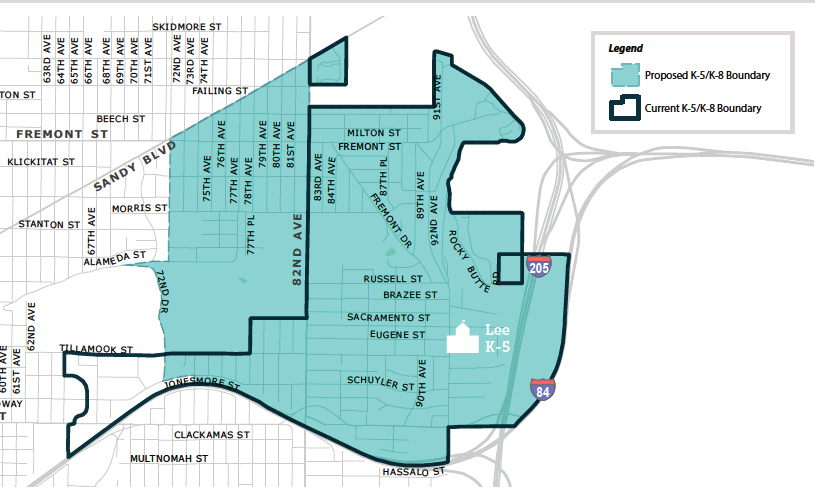 SKIDMORE ST
63RD AVE
64TH AVE
65TH AVE
66TH AVE
68TH AVE
69TH AVE
70TH AVE
71ST AVE
72ND AVE
73RD AVE
74TH AVE
Legend
Proposed K-5/K-8 Boundary
Current K-5/K-8 Boundary
TON ST
FAILING ST
91ST AVE
BEECH ST
FREMONT ST
MILTON ST
FREMONT ST
KLICKITAT ST
SANDY BLVD
75TH AVE
76TH AVE
77TH AVE
78TH AVE
79TH AVE
80TH AVE
81ST AVE
83RD AVE
84TH AVE
87TH PL
89TH AVE
92ND AVE
MORRIS ST
STANTON ST
67TH AVE
77TH PL
82ND AVE
FREMONT DR
ROCKY BUTTE RD
ALAMEDA ST
205
72ND DR
RUSSELL ST
BRAZEE ST
SACRAMENTO ST
62ND AVE
EUGENE ST
Lee
K-5
TILLAMOOK ST
60TH AVE
61ST AVE
JONESMORE ST
SCHUYLER ST
90TH AVE
84
DWAY
T
CLACKAMAS ST
MULTNOMAH ST
HASSALO ST